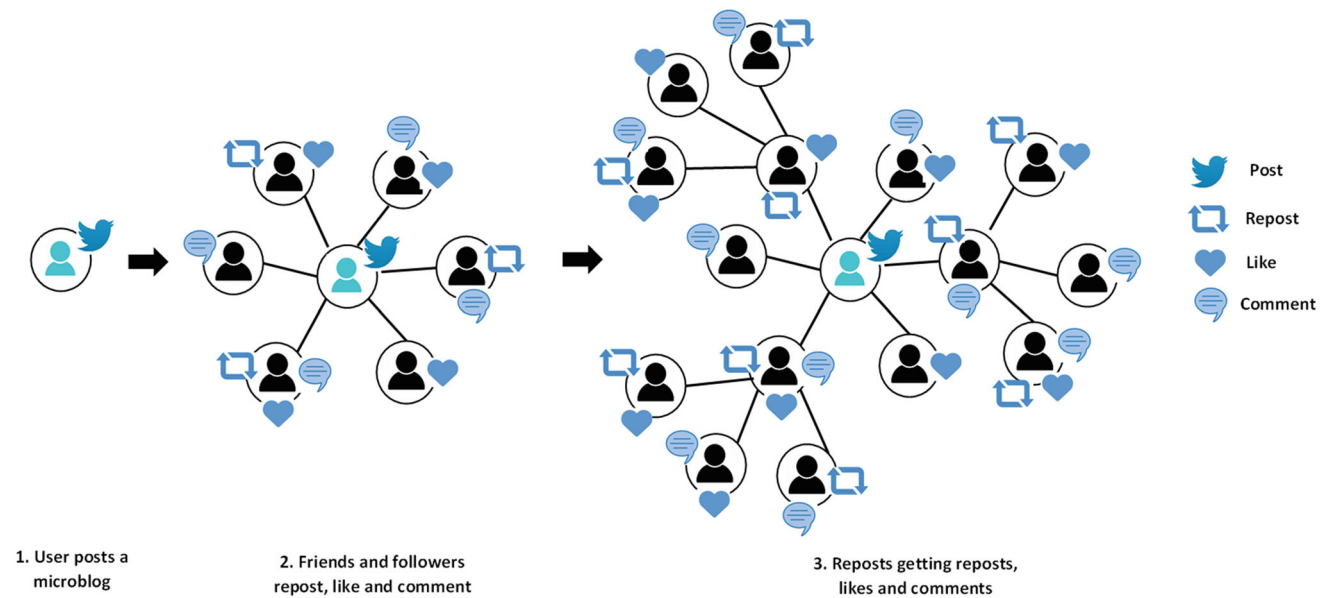 Post
Repost
Like
Comment
1. User posts a
microblog
2. Friends and followers
repost, like and comment
3. Reposts getting reposts,
likes and comments